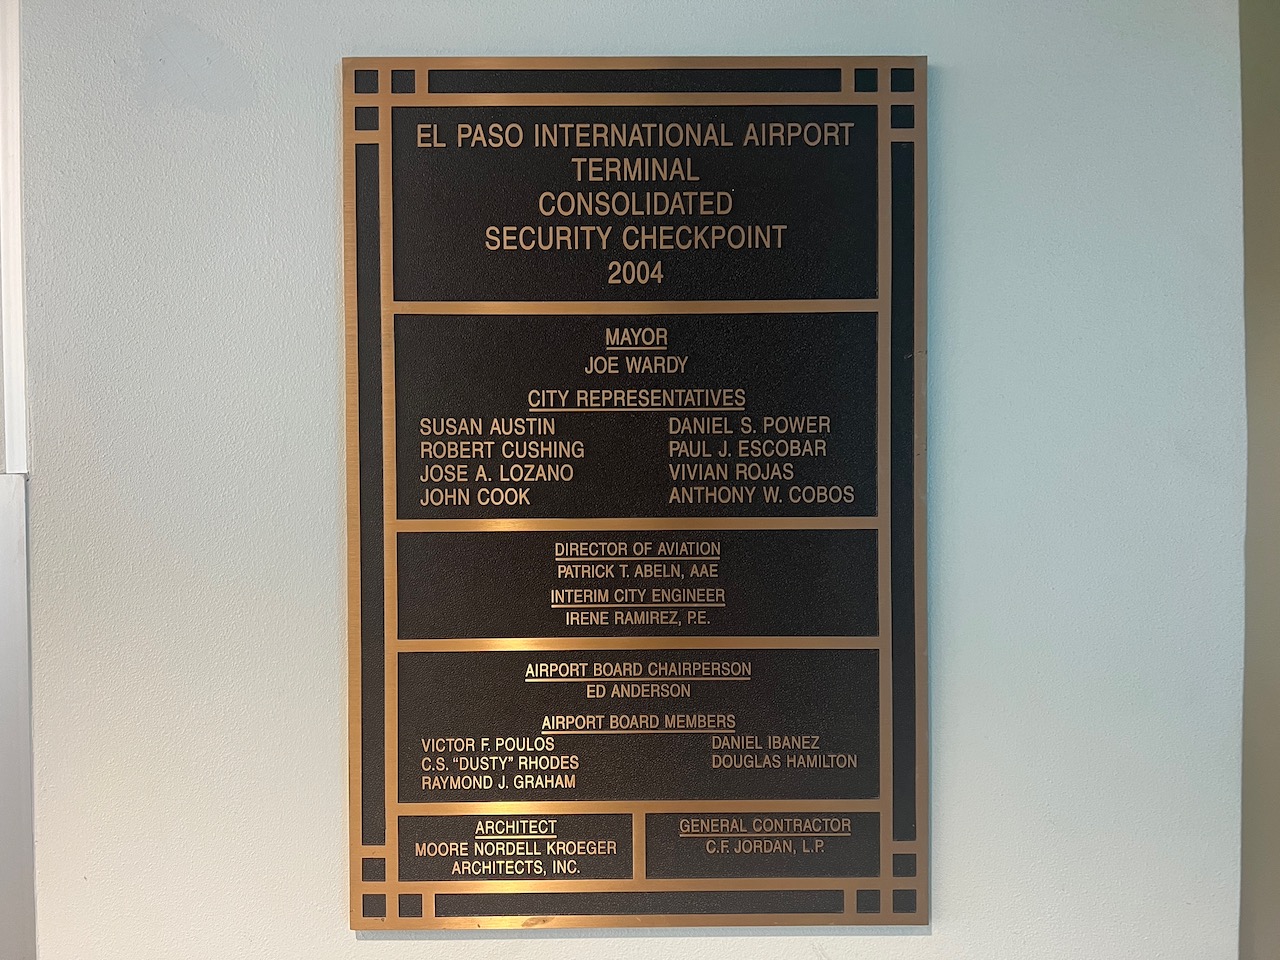 EL PASO INTERNATIONAL AIRPORT
TERMINAL
CONSOLIDATED
SECURITY CHECKPOINT
2004
MAYOR
JOE WARDY
CITY REPRESENTATIVES
SUSAN AUSTIN DANIEL S. POWER
ROBERT CUSHING PAUL J. ESCOBAR
JOSE A. LOZANO VIVIAN ROJAS
JOHN COOK ANTHONY W. COBOS
DIRECTOR OF AVIATION
PATRICK T. ABELN, AAE
INTERIM CITY ENGINEER
IRENE RAMIREZ, P.E.
AIRPORT BOARD CHAIRPERSON
ED ANDERSON
AIRPORT BOARD MEMBERS
VICTOR F. POULOS DANIEL IBANEZ
C.S. “DUSTY” RHODES DOUGLAS HAMILTON
RAYMOND J. GRAHAM
ARCHITECT
MOORE NORDELL KROEGER
ARCHITECTS, INC.
GENERAL CONTRACTOR
C.F. JORDAN, L.P.